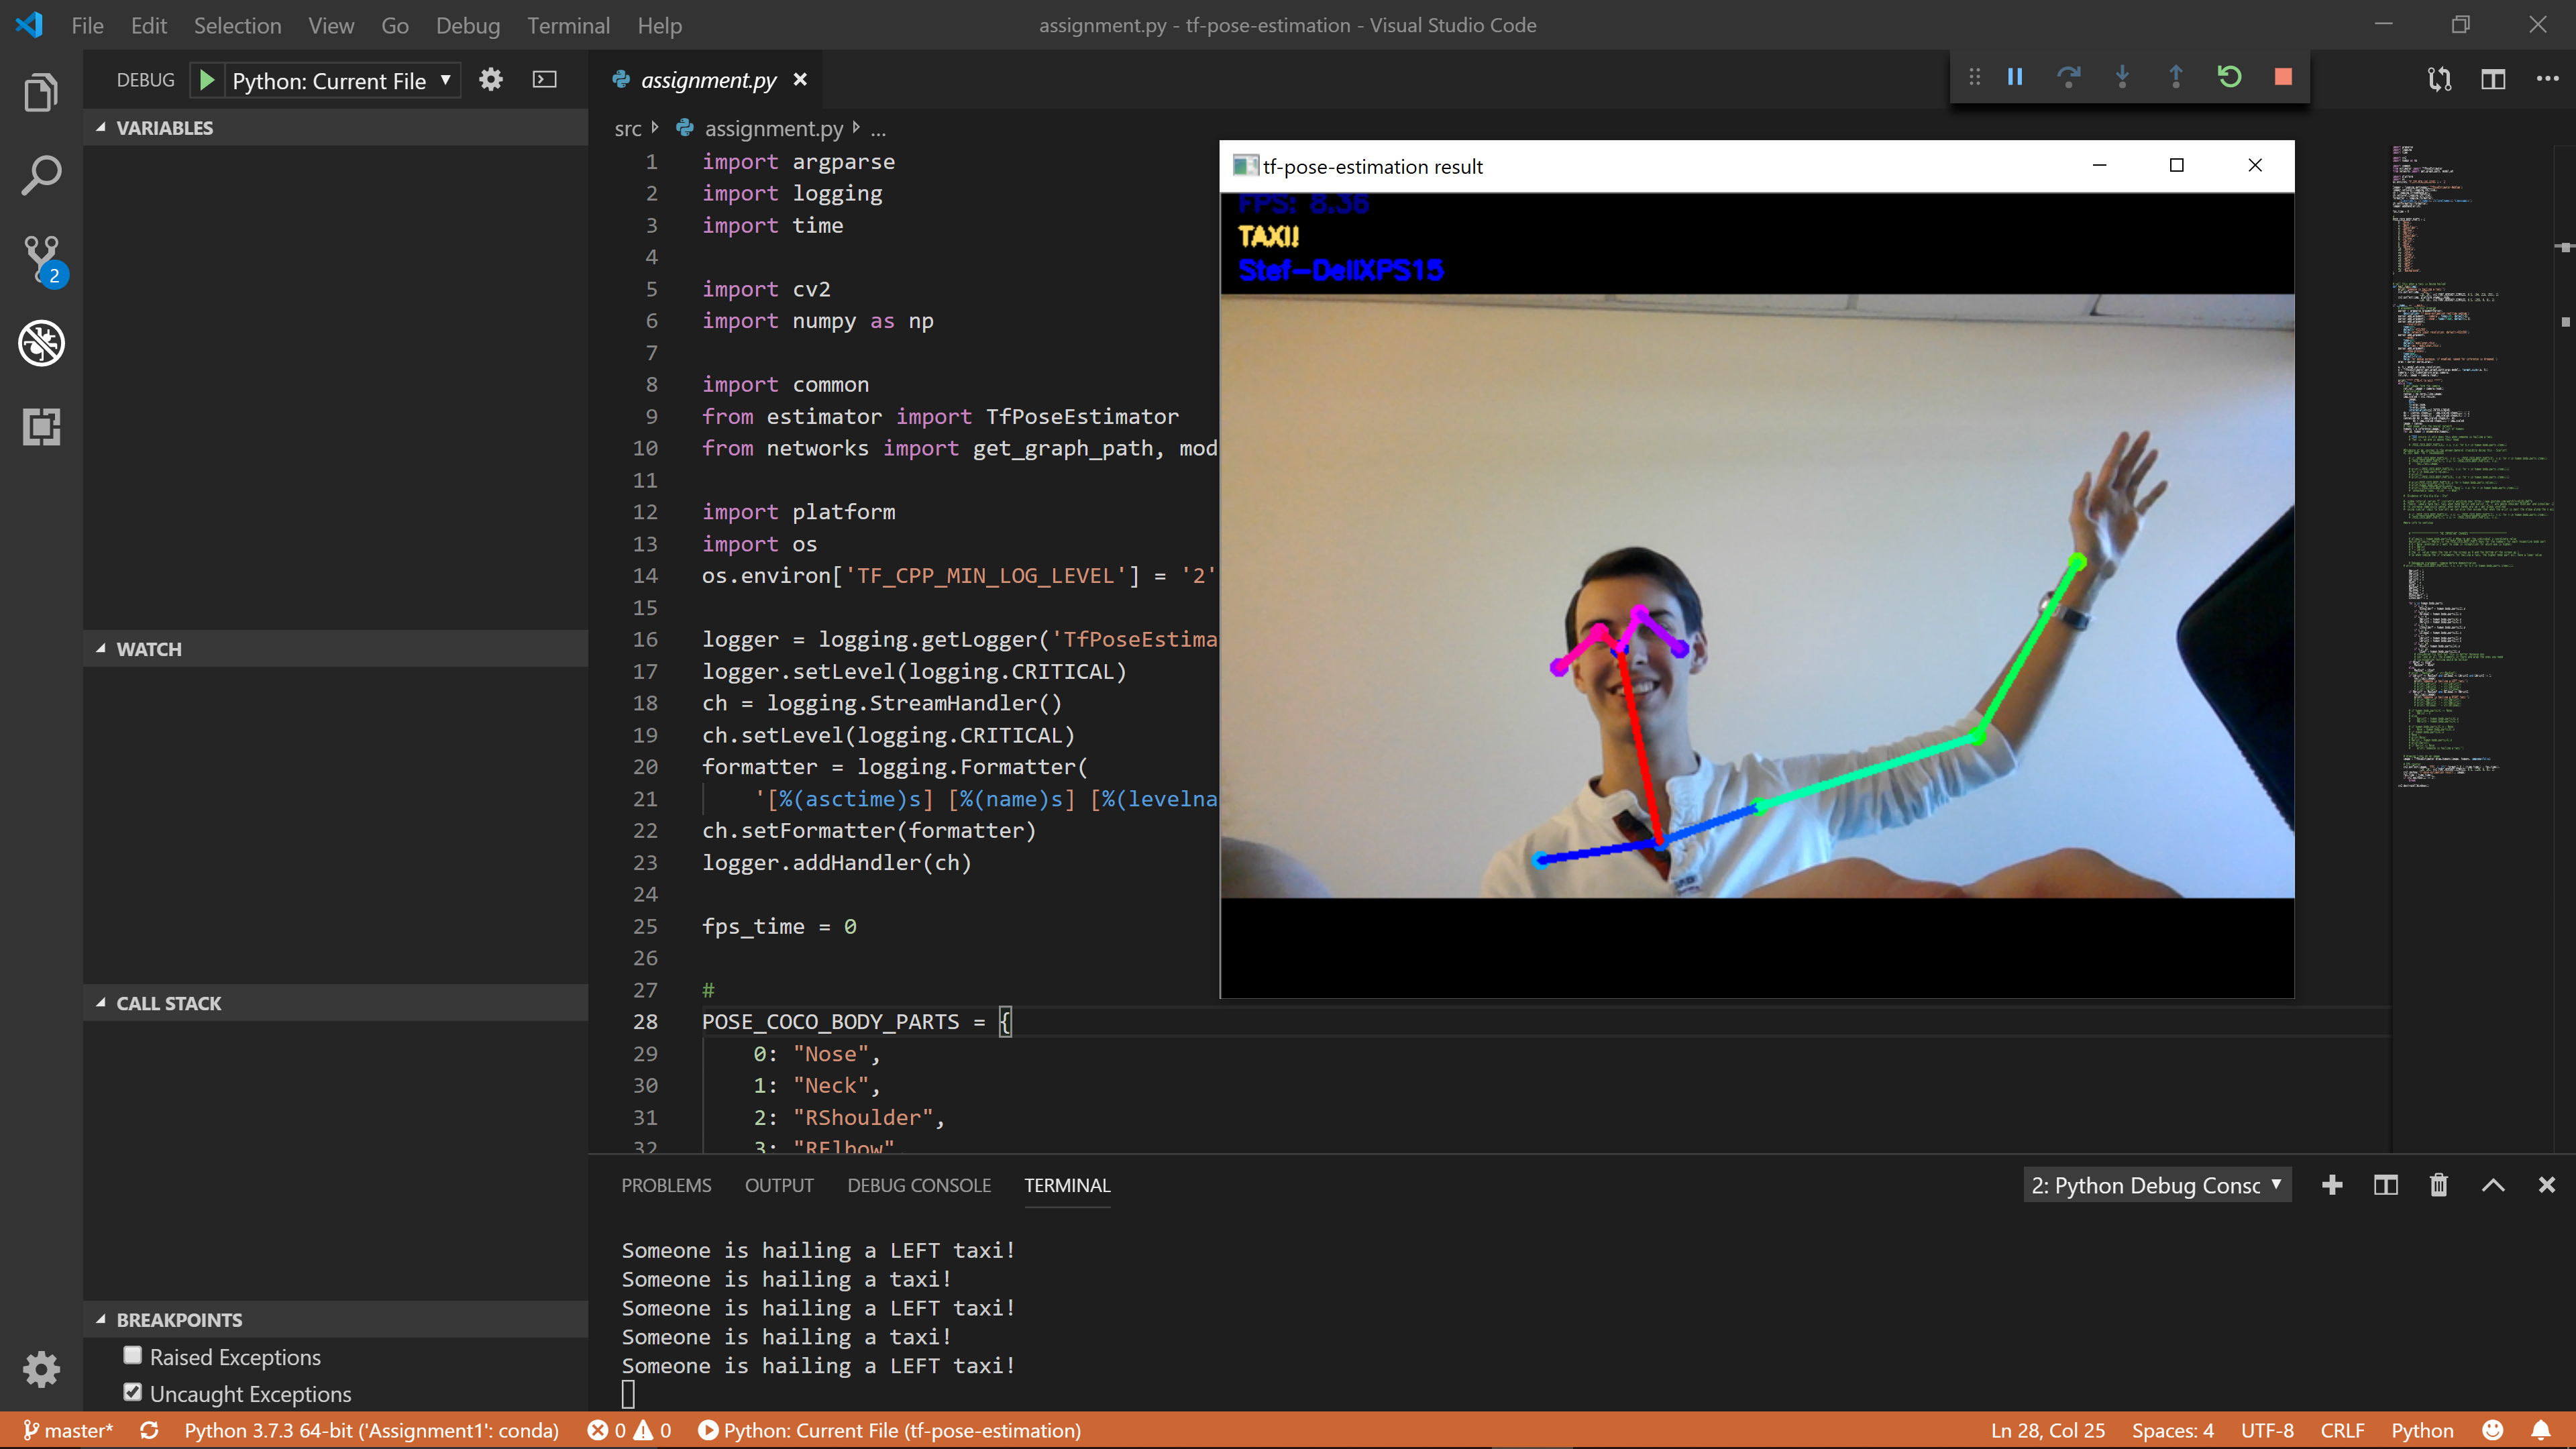 File Edit Selection View Go Debug Terminal Help
assignment.py - tf-pose-estimation - Visual Studio Code
DEBUG Python: Current File
assignment.py
VARIABLES
src assignment.py ...
1 import argparse
2 import logging
3 import time
4
5 import cv2
6 import numpy as np
7
8 import common
9 from estimator import TfPoseEstimator
10 from networks import get_graph_path, mod
11
12 import platform
13 import os
14 os.environ['TF_CPP_MIN_LOG_LEVEL'] = '2'
15
16 logger = logging.getLogger('TfPoseEstima
17 logger.setLevel(logging.CRITICAL)
18 ch = logging.StreamHandler()
19 ch.setLevel(logging.CRITICAL)
20 formatter = logging.Formatter(
21 '[%(asctime)s] [%(name)s] [%(levelna
22 ch.setFormatter(formatter)
23 logger.addHandler(ch)
24
25 fps_time = 0
26
27 #
28 POSE_COCO_BODY_PARTS = {
29 0: "Nose",
30 1: "Neck",
31 2: "RShoulder",
32 3: "RElbow",
tf-pose-estimation result
FPS: 8.36
TAXI!
Stef-DellXPS15
2
WATCH
CALL STACK
BREAKPOINTS
Raised Exceptions
Uncaught Exceptions
PROBLEMS OUTPUT DEBUG CONSOLE TERMINAL
2: Python Debug Consc
Someone is hailing a LEFT taxi!
Someone is hailing a taxi!
Someone is hailing a LEFT taxi!
Someone is hailing a taxi!
Someone is hailing a LEFT taxi!
master* Python 3.7.3 64-bit ('Assignment1': conda) 0 0 Python: Current File (tf-pose-estimation)
Ln 28, Col 25 Spaces: 4 UTF-8 CRLF Python